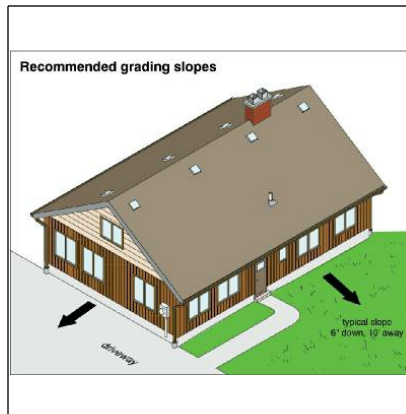 Recommended grading slopes
typical slope
6" down, 10' away
driveway